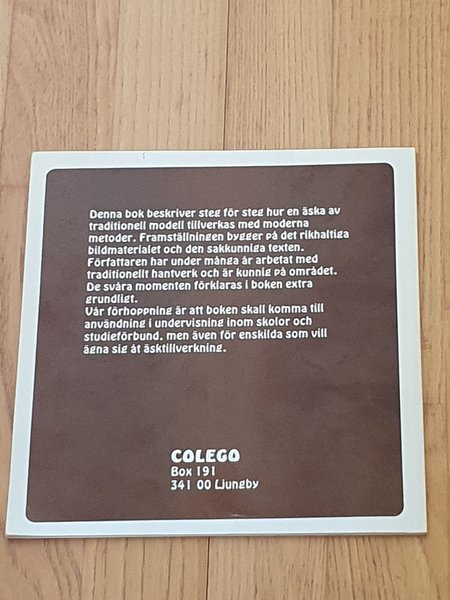 Denna bok beskriver steg för steg hur en äska av
traditionell modell tillverkas med moderna
metoder. Framställningen bygger på det rikhaltiga
bildmaterialet och den sakkunniga texten.
Författaren har under många år arbetat med
traditionellt hantverk och är kunnig på området.
De svåra momenten förklaras i boken extra
grundligt.
Vår förhoppning är att boken skall komma till
användning i undervisning inom skolor och
studieförbund, men även för enskilda som vill
ägna sig åt äsktillverkning.
COLEGO
Box 191
341 00 Ljungby